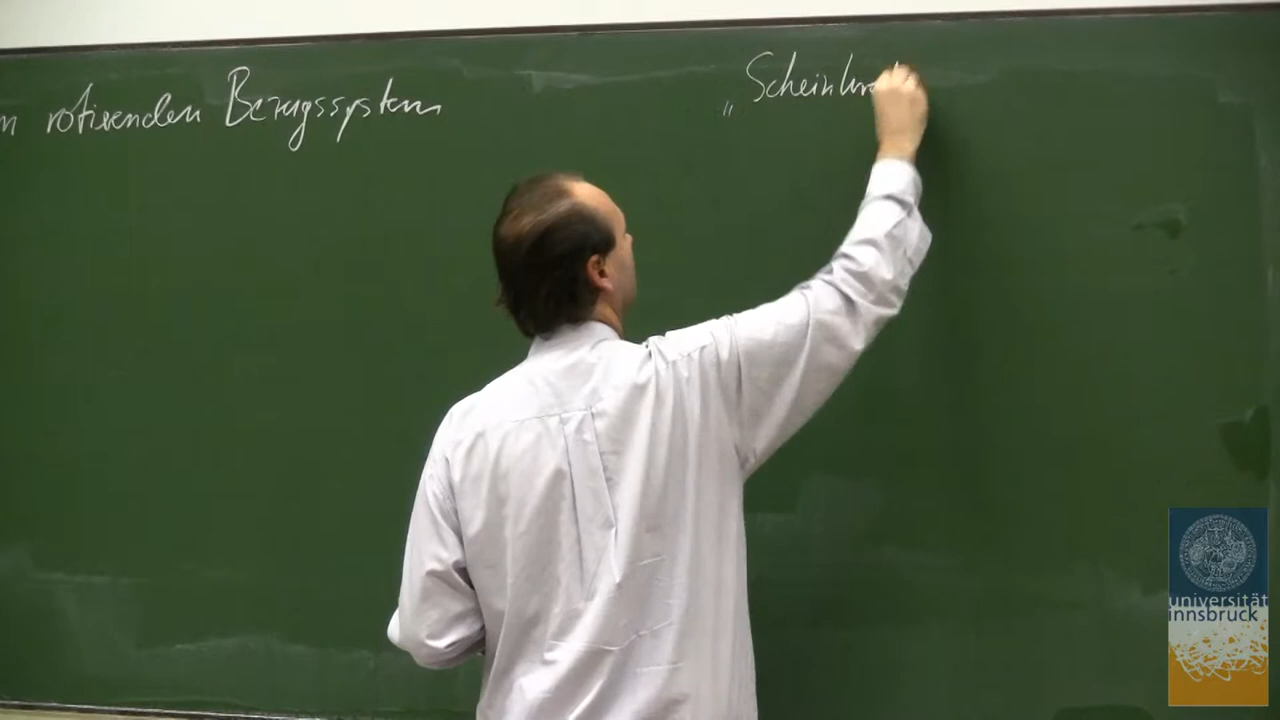 n rotierenden Bezugssystem
„Scheinkra
universität
innsbruck